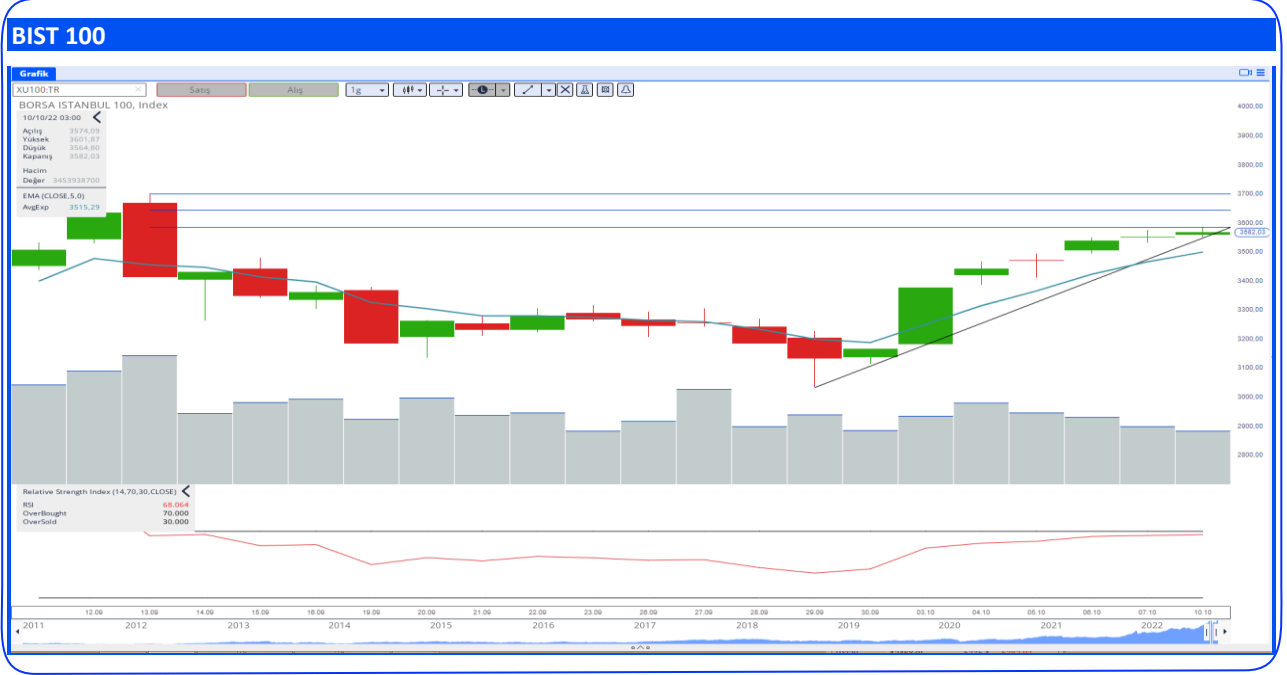 BIST 100
Grafik
XU100:TR
Satış
Alış
1g
L
BORSA ISTANBUL 100, Index
10/10/22 03:00
Açılış 3574,09
Yüksek 3601,87
Düşük 3564,80
Kapanış 3582,03
Hacim
Değer 3453938700
EMA (CLOSE,5,0)
AvgExp 3515,29
4000,00
3900,00
3800,00
3700,00
3600,00
3582,03
3500,00
3400,00
3300,00
3200,00
3100,00
3000,00
2900,00
2800,00
Relative Strength Index (14,70,30,CLOSE)
RSI 68.064
OverBought 70.000
OverSold 30.000
12.09 13.09 14.09 15.09 16.09 19.09 20.09 21.09 22.09 23.09 26.09 27.09 28.09 29.09 30.09 03.10 04.10 05.10 06.10 07.10 10.10
2011 2012 2013 2014 2015 2016 2017 2018 2019 2020 2021 2022